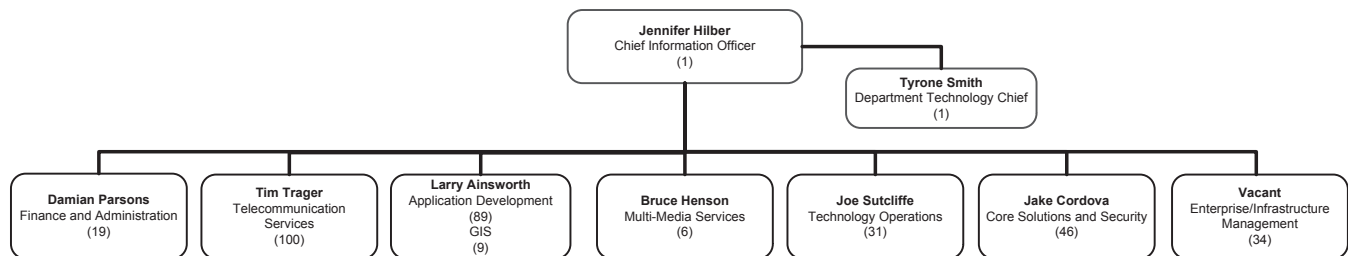 Jennifer Hilber
Chief Information Officer
(1)
Tyrone Smith
Department Technology Chief
(1)
Damian Parsons
Finance and Administration
(19)
Tim Trager
Telecommunication
Services
(100)
Larry Ainsworth
Application Development
(89)
GIS
(9)
Bruce Henson
Multi-Media Services
(6)
Joe Sutcliffe
Technology Operations
(31)
Jake Cordova
Core Solutions and Security
(46)
Vacant
Enterprise/Infrastructure
Management
(34)